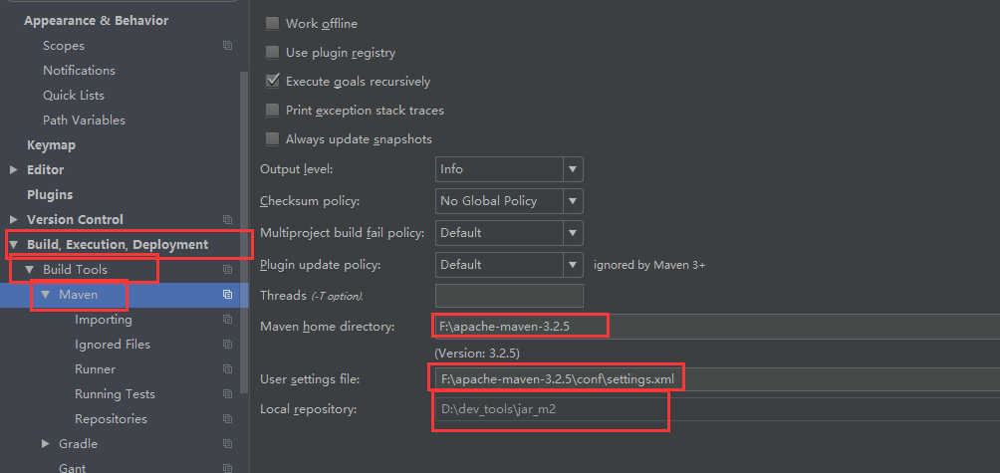 Appearance & Behavior
Scopes
Notifications
Quick Lists
Path Variables
Keymap
Editor
Plugins
Version Control
Build, Execution, Deployment
Build Tools
Maven
Importing
Ignored Files
Runner
Running Tests
Repositories
Gradle
Gant
Work offline
Use plugin registry
Execute goals recursively
Print exception stack traces
Always update snapshots
Output level: Info
Checksum policy: No Global Policy
Multiproject build fail policy: Default
Plugin update policy: Default ignored by Maven 3+
Threads (-T option).
Maven home directory: F:\apache-maven-3.2.5
(Version: 3.2.5)
User settings file: F:\apache-maven-3.2.5\conf\settings.xml
Local repository: D:\dev_tools\jar_m2